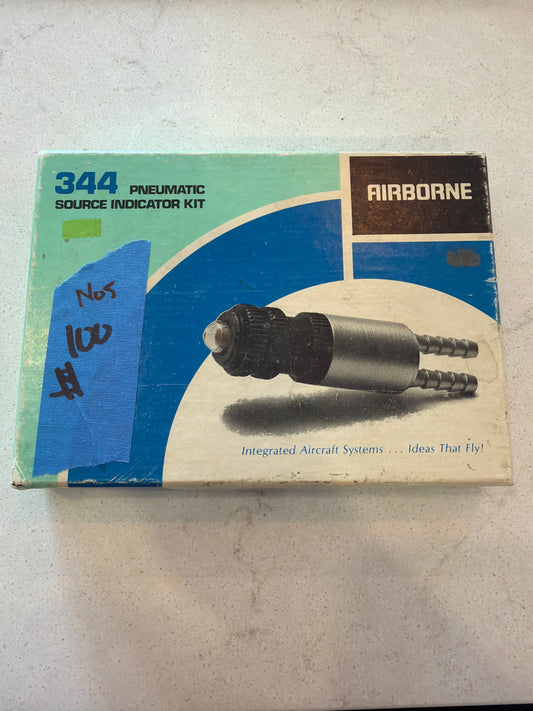 344 PNEUMATIC
SOURCE INDICATOR KIT
AIRBORNE
NOS
$100
Integrated Aircraft Systems ... Ideas That Fly!